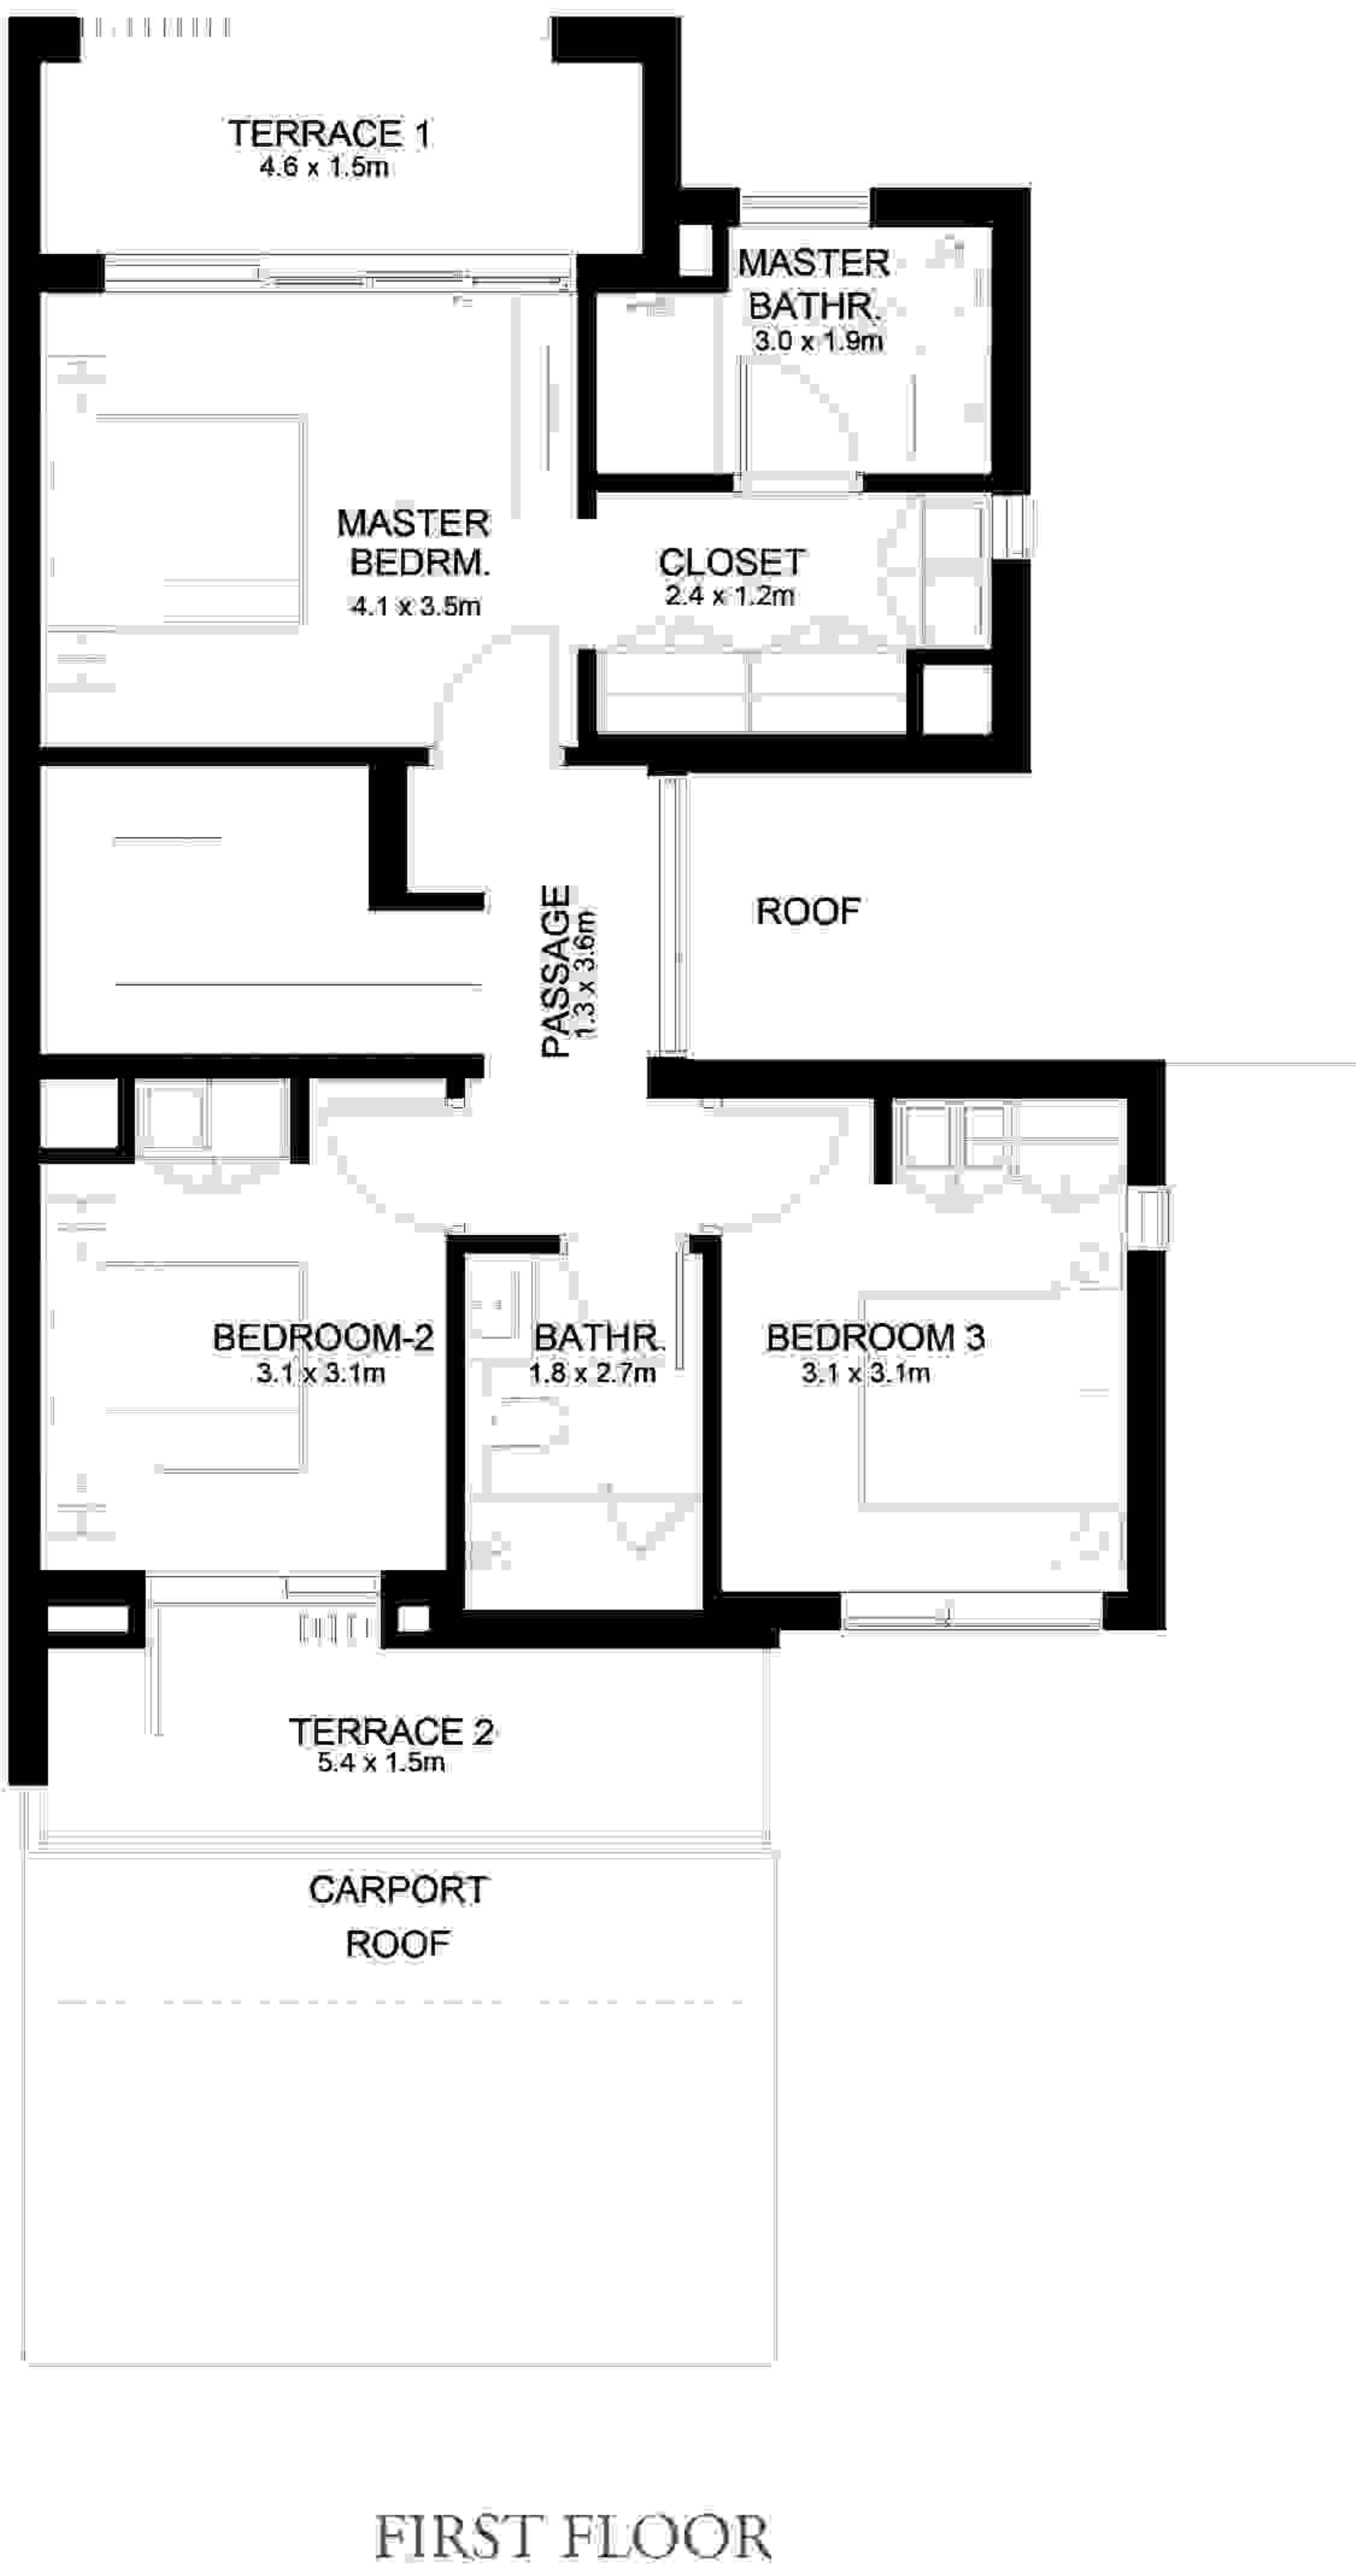 TERRACE 1
4.6 x 1.5m
MASTER
BATHR.
3.0 x 1.9m
MASTER
BEDRM.
4.1 x 3.5m
CLOSET
2.4 x 1.2m
PASSAGE
1.3 x 3.6m
ROOF
BEDROOM-2
3.1 x 3.1m
BATHR.
1.8 x 2.7m
BEDROOM 3
3.1 x 3.1m
TERRACE 2
5.4 x 1.5m
CARPORT
ROOF
FIRST FLOOR